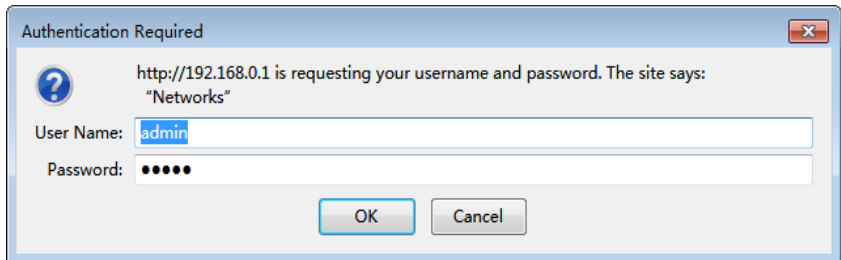 Authentication Required
http://192.168.0.1 is requesting your username and password. The site says:
“Networks”
User Name: admin
Password: •••••
OK Cancel